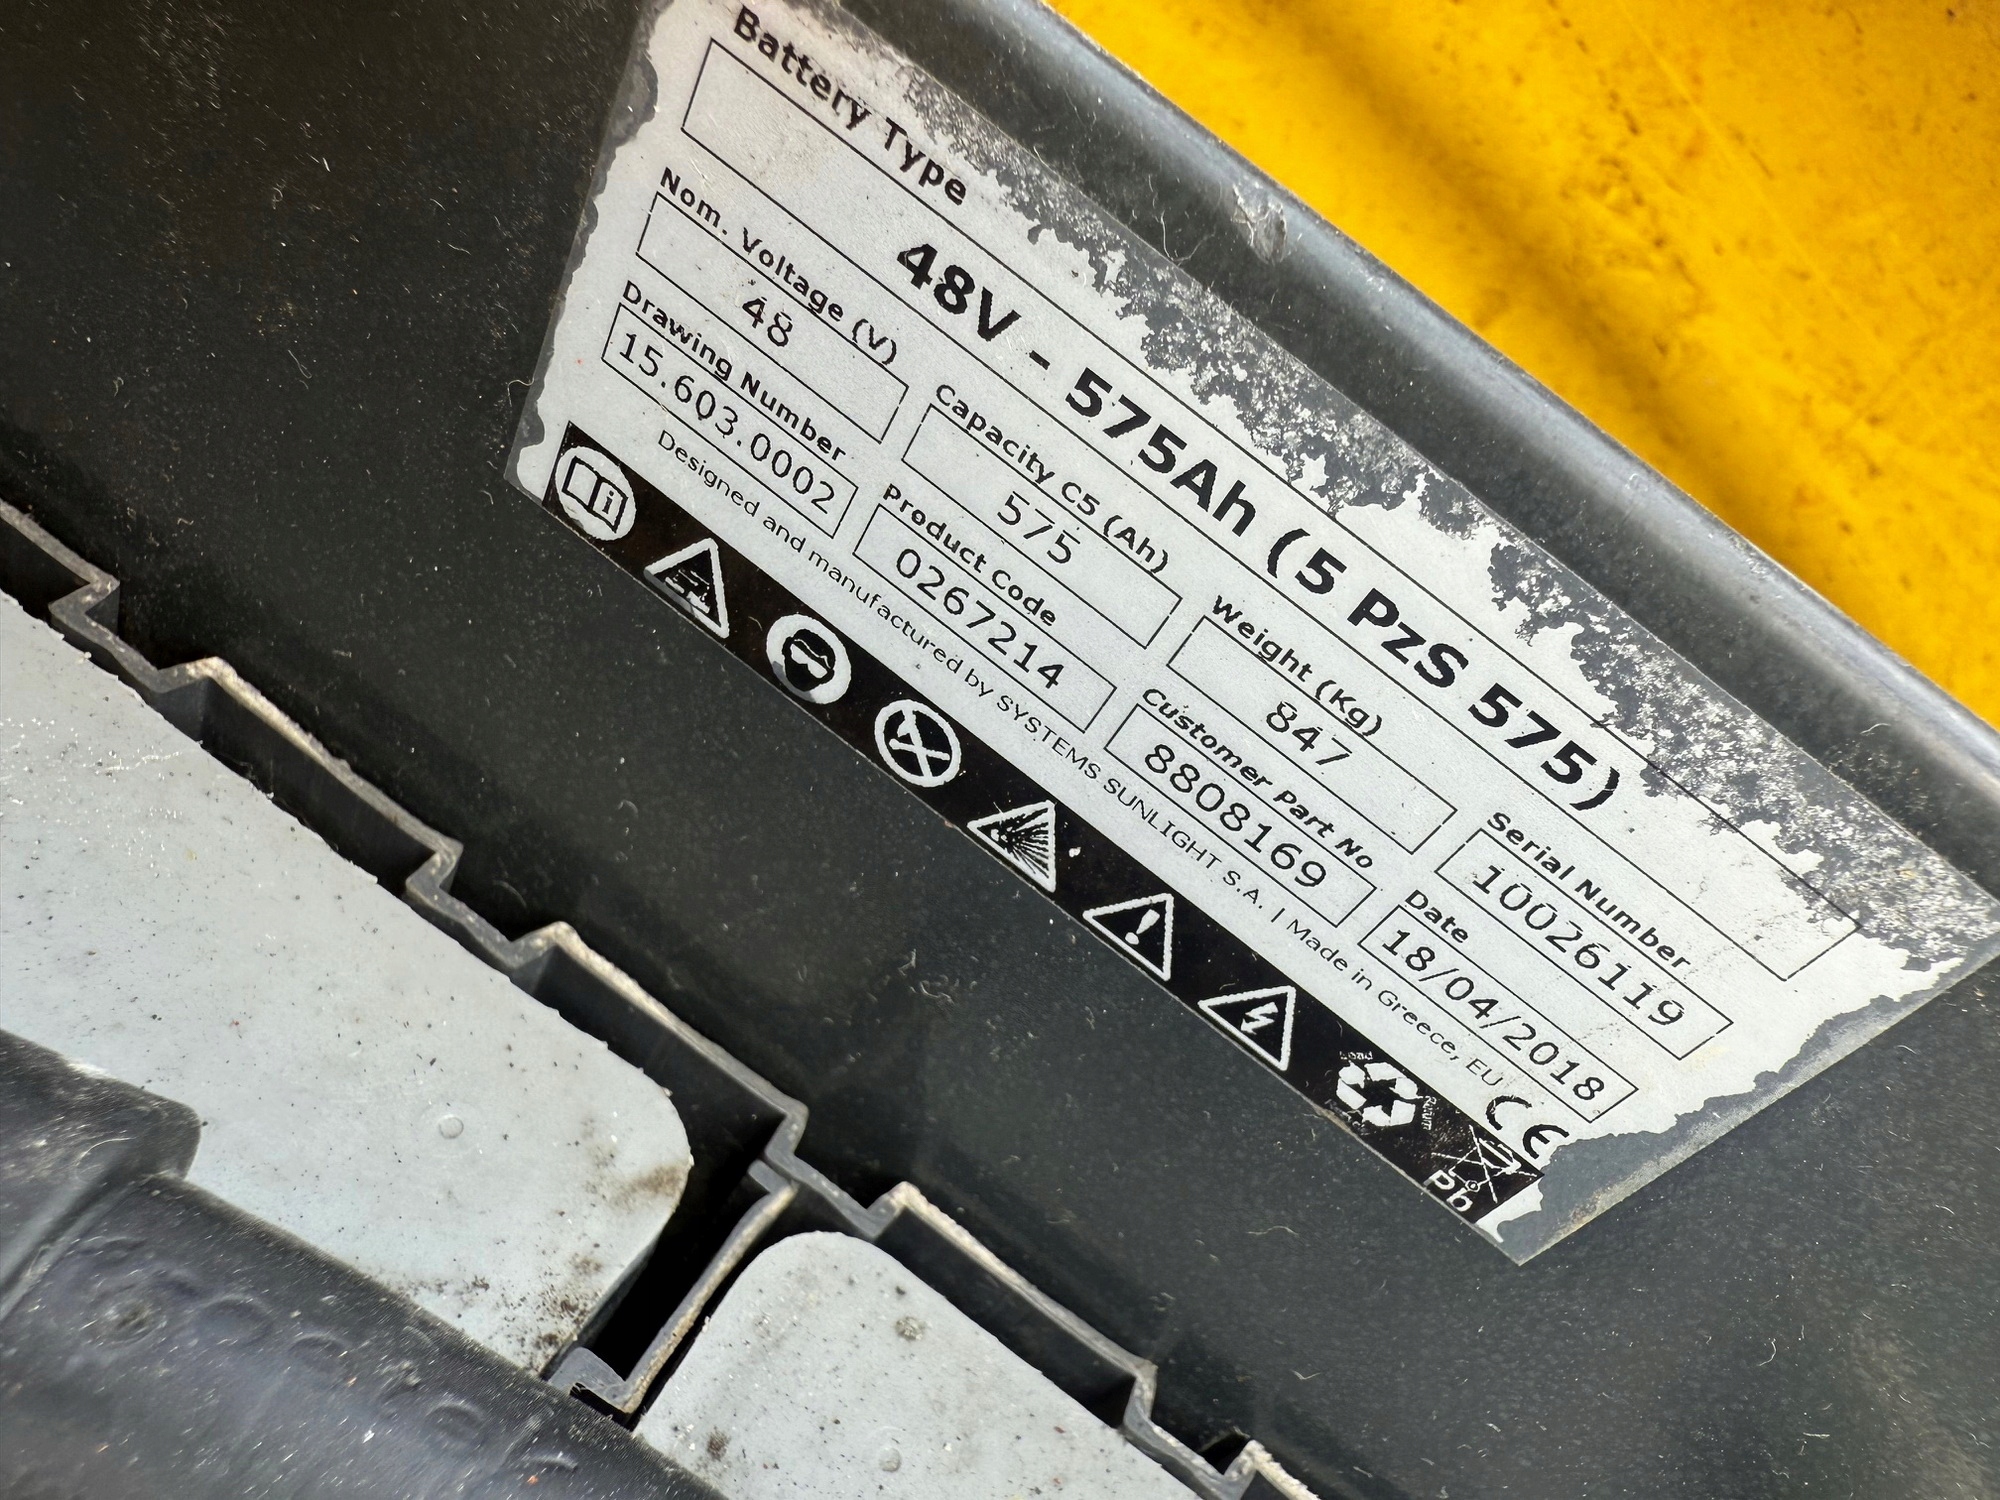 Battery Type
48V - 575Ah (5 PzS 575)
Nom. Voltage (V) Capacity C5 (Ah) Weight (Kg) Serial Number
48 575 847 10026119
Drawing Number Product Code Customer Part No Date
15.603.0002 0267214 8808169 18/04/2018
Designed and manufactured by SYSTEMS SUNLIGHT S.A. | Made in Greece, EU CE
i
Pb